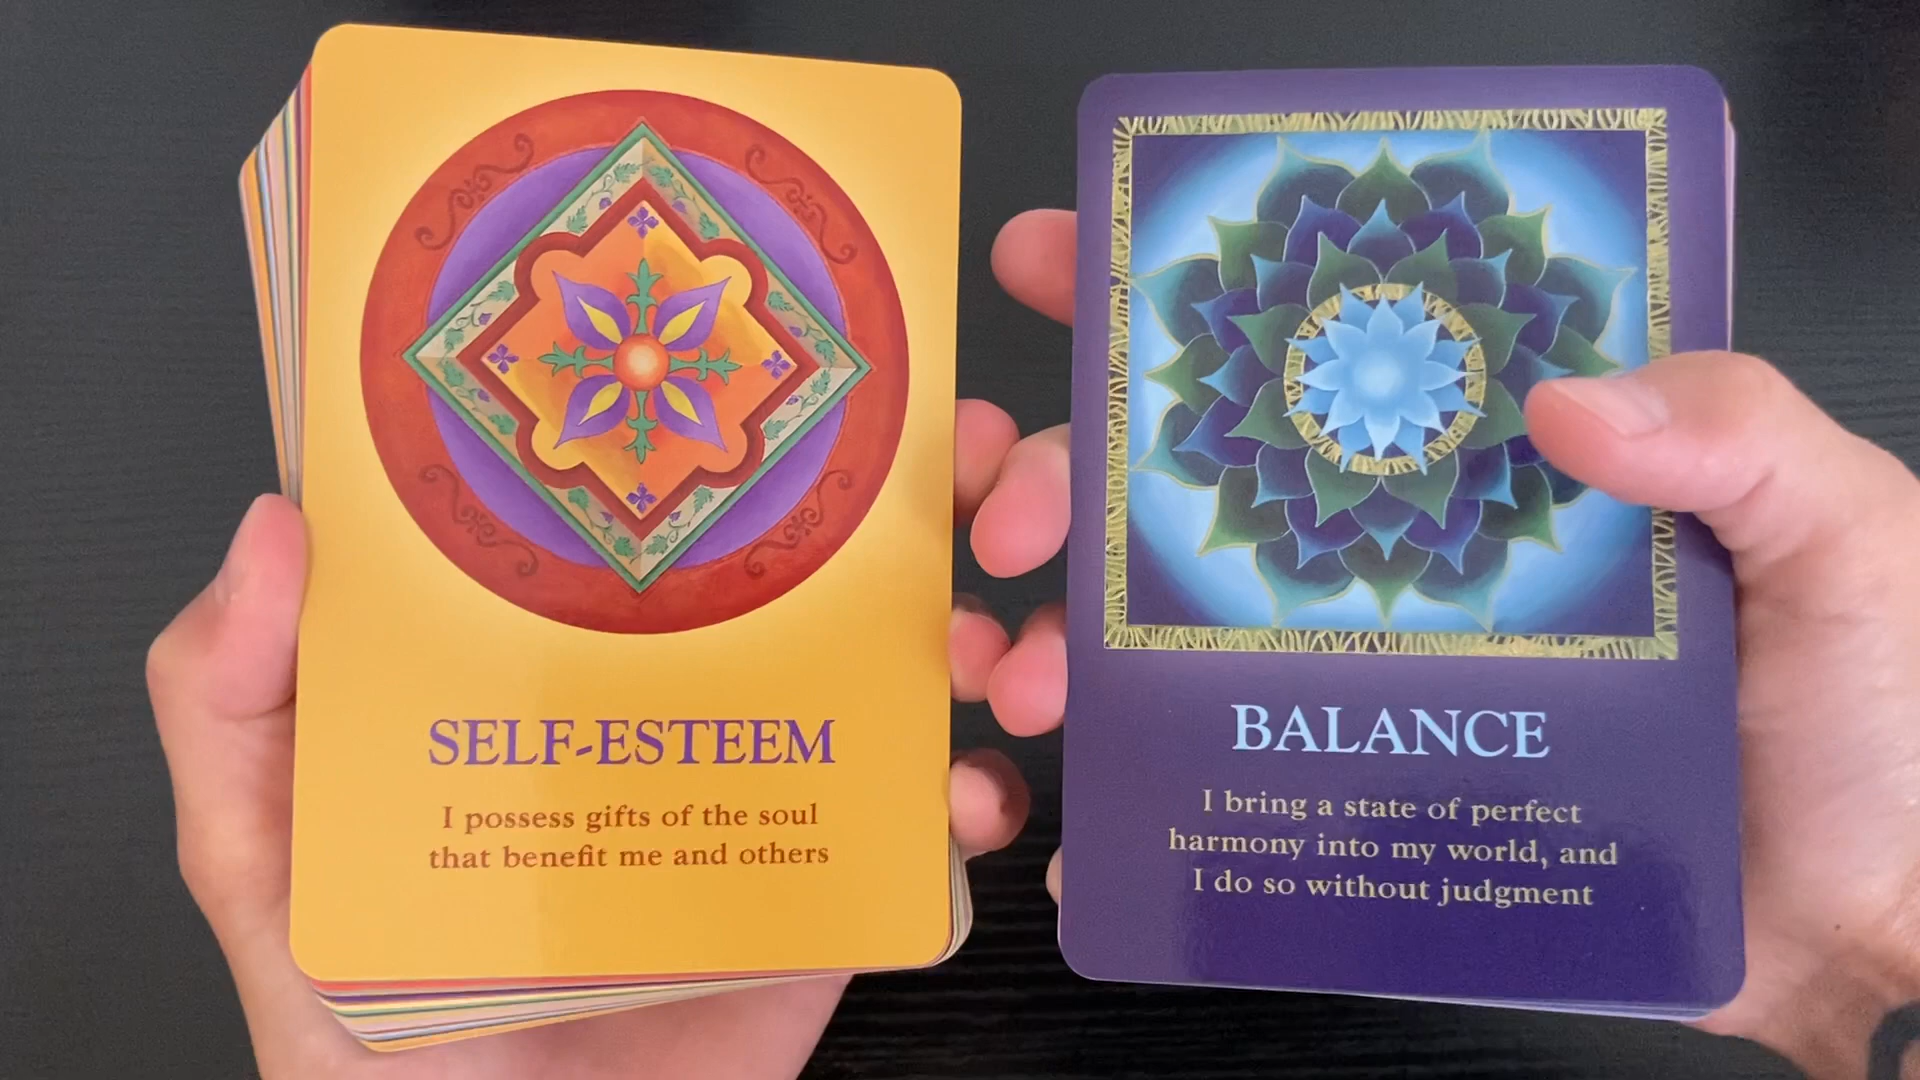 SELF-ESTEEM
I possess gifts of the soul
that benefit me and others
BALANCE
I bring a state of perfect
harmony into my world, and
I do so without judgment